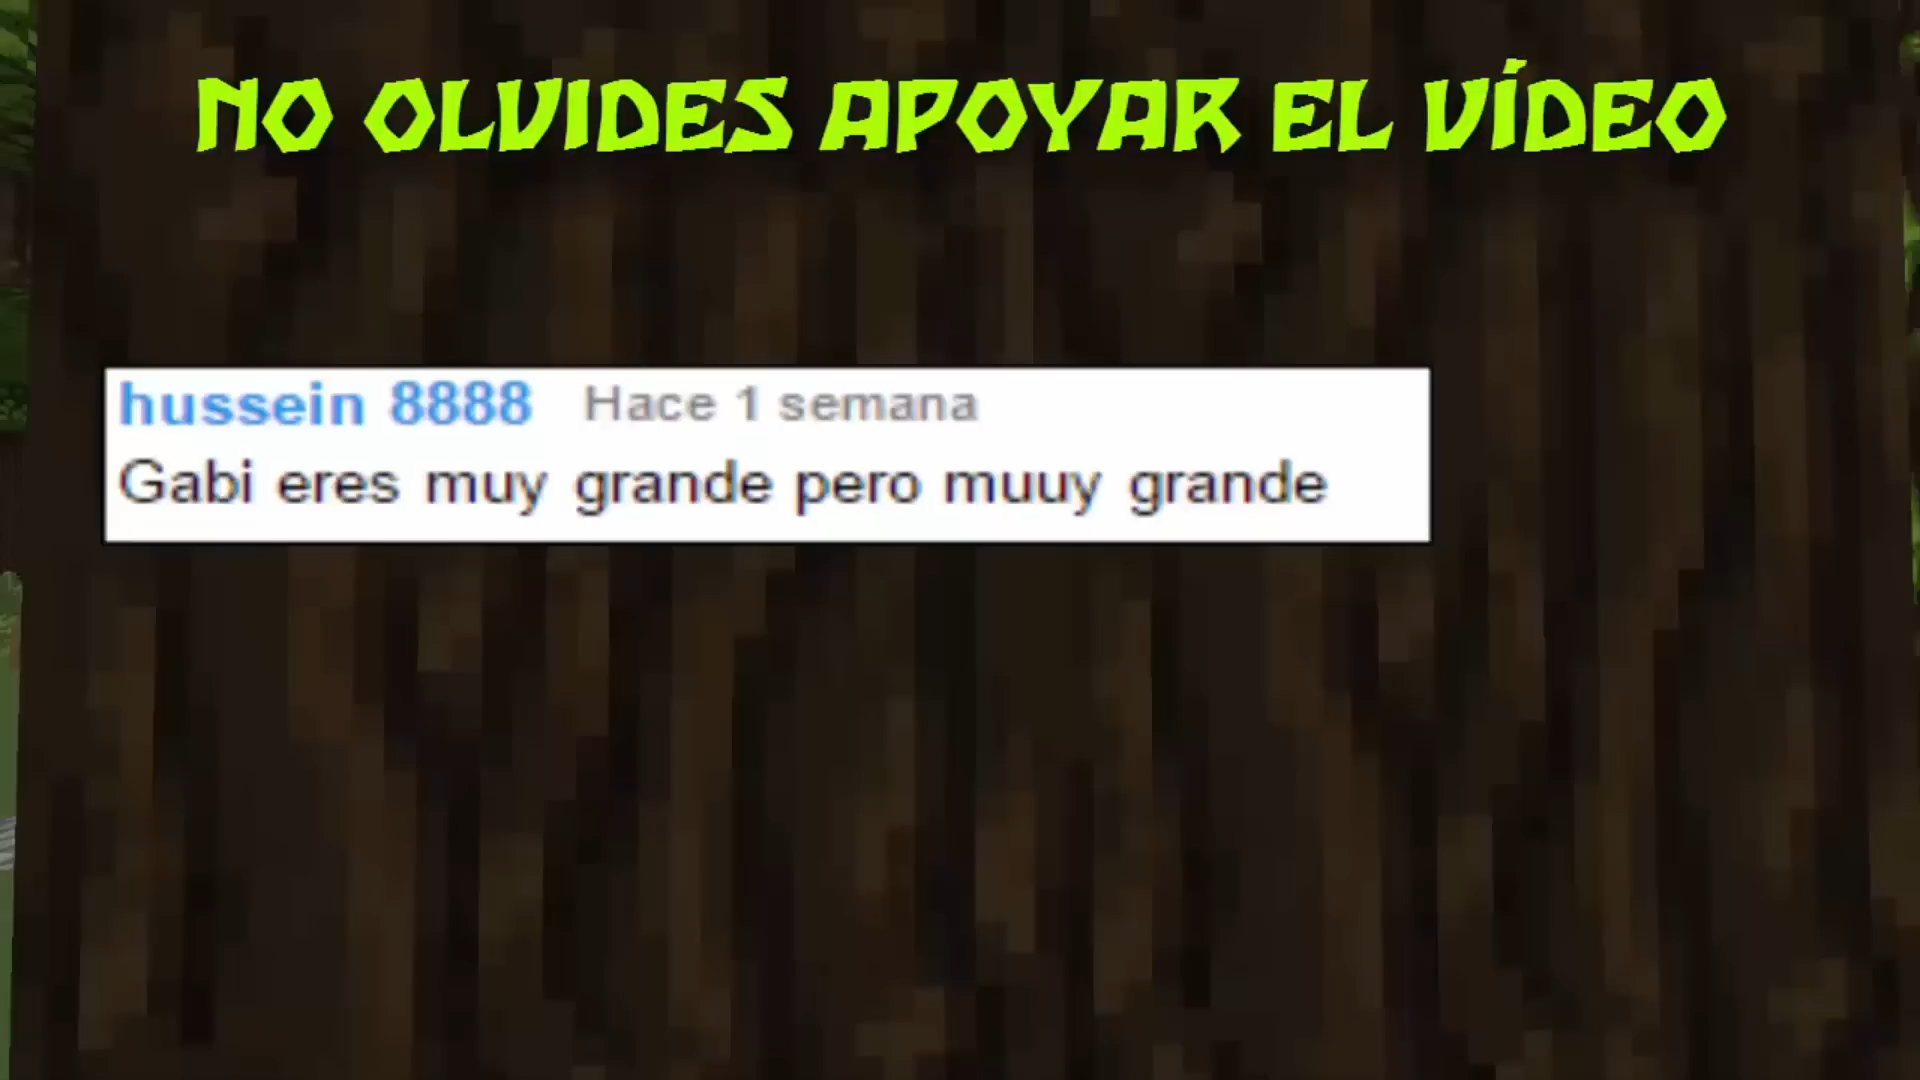 NO OLVIDES APOYAR EL VÍDEO
hussein 8888 Hace 1 semana
Gabi eres muy grande pero muuy grande